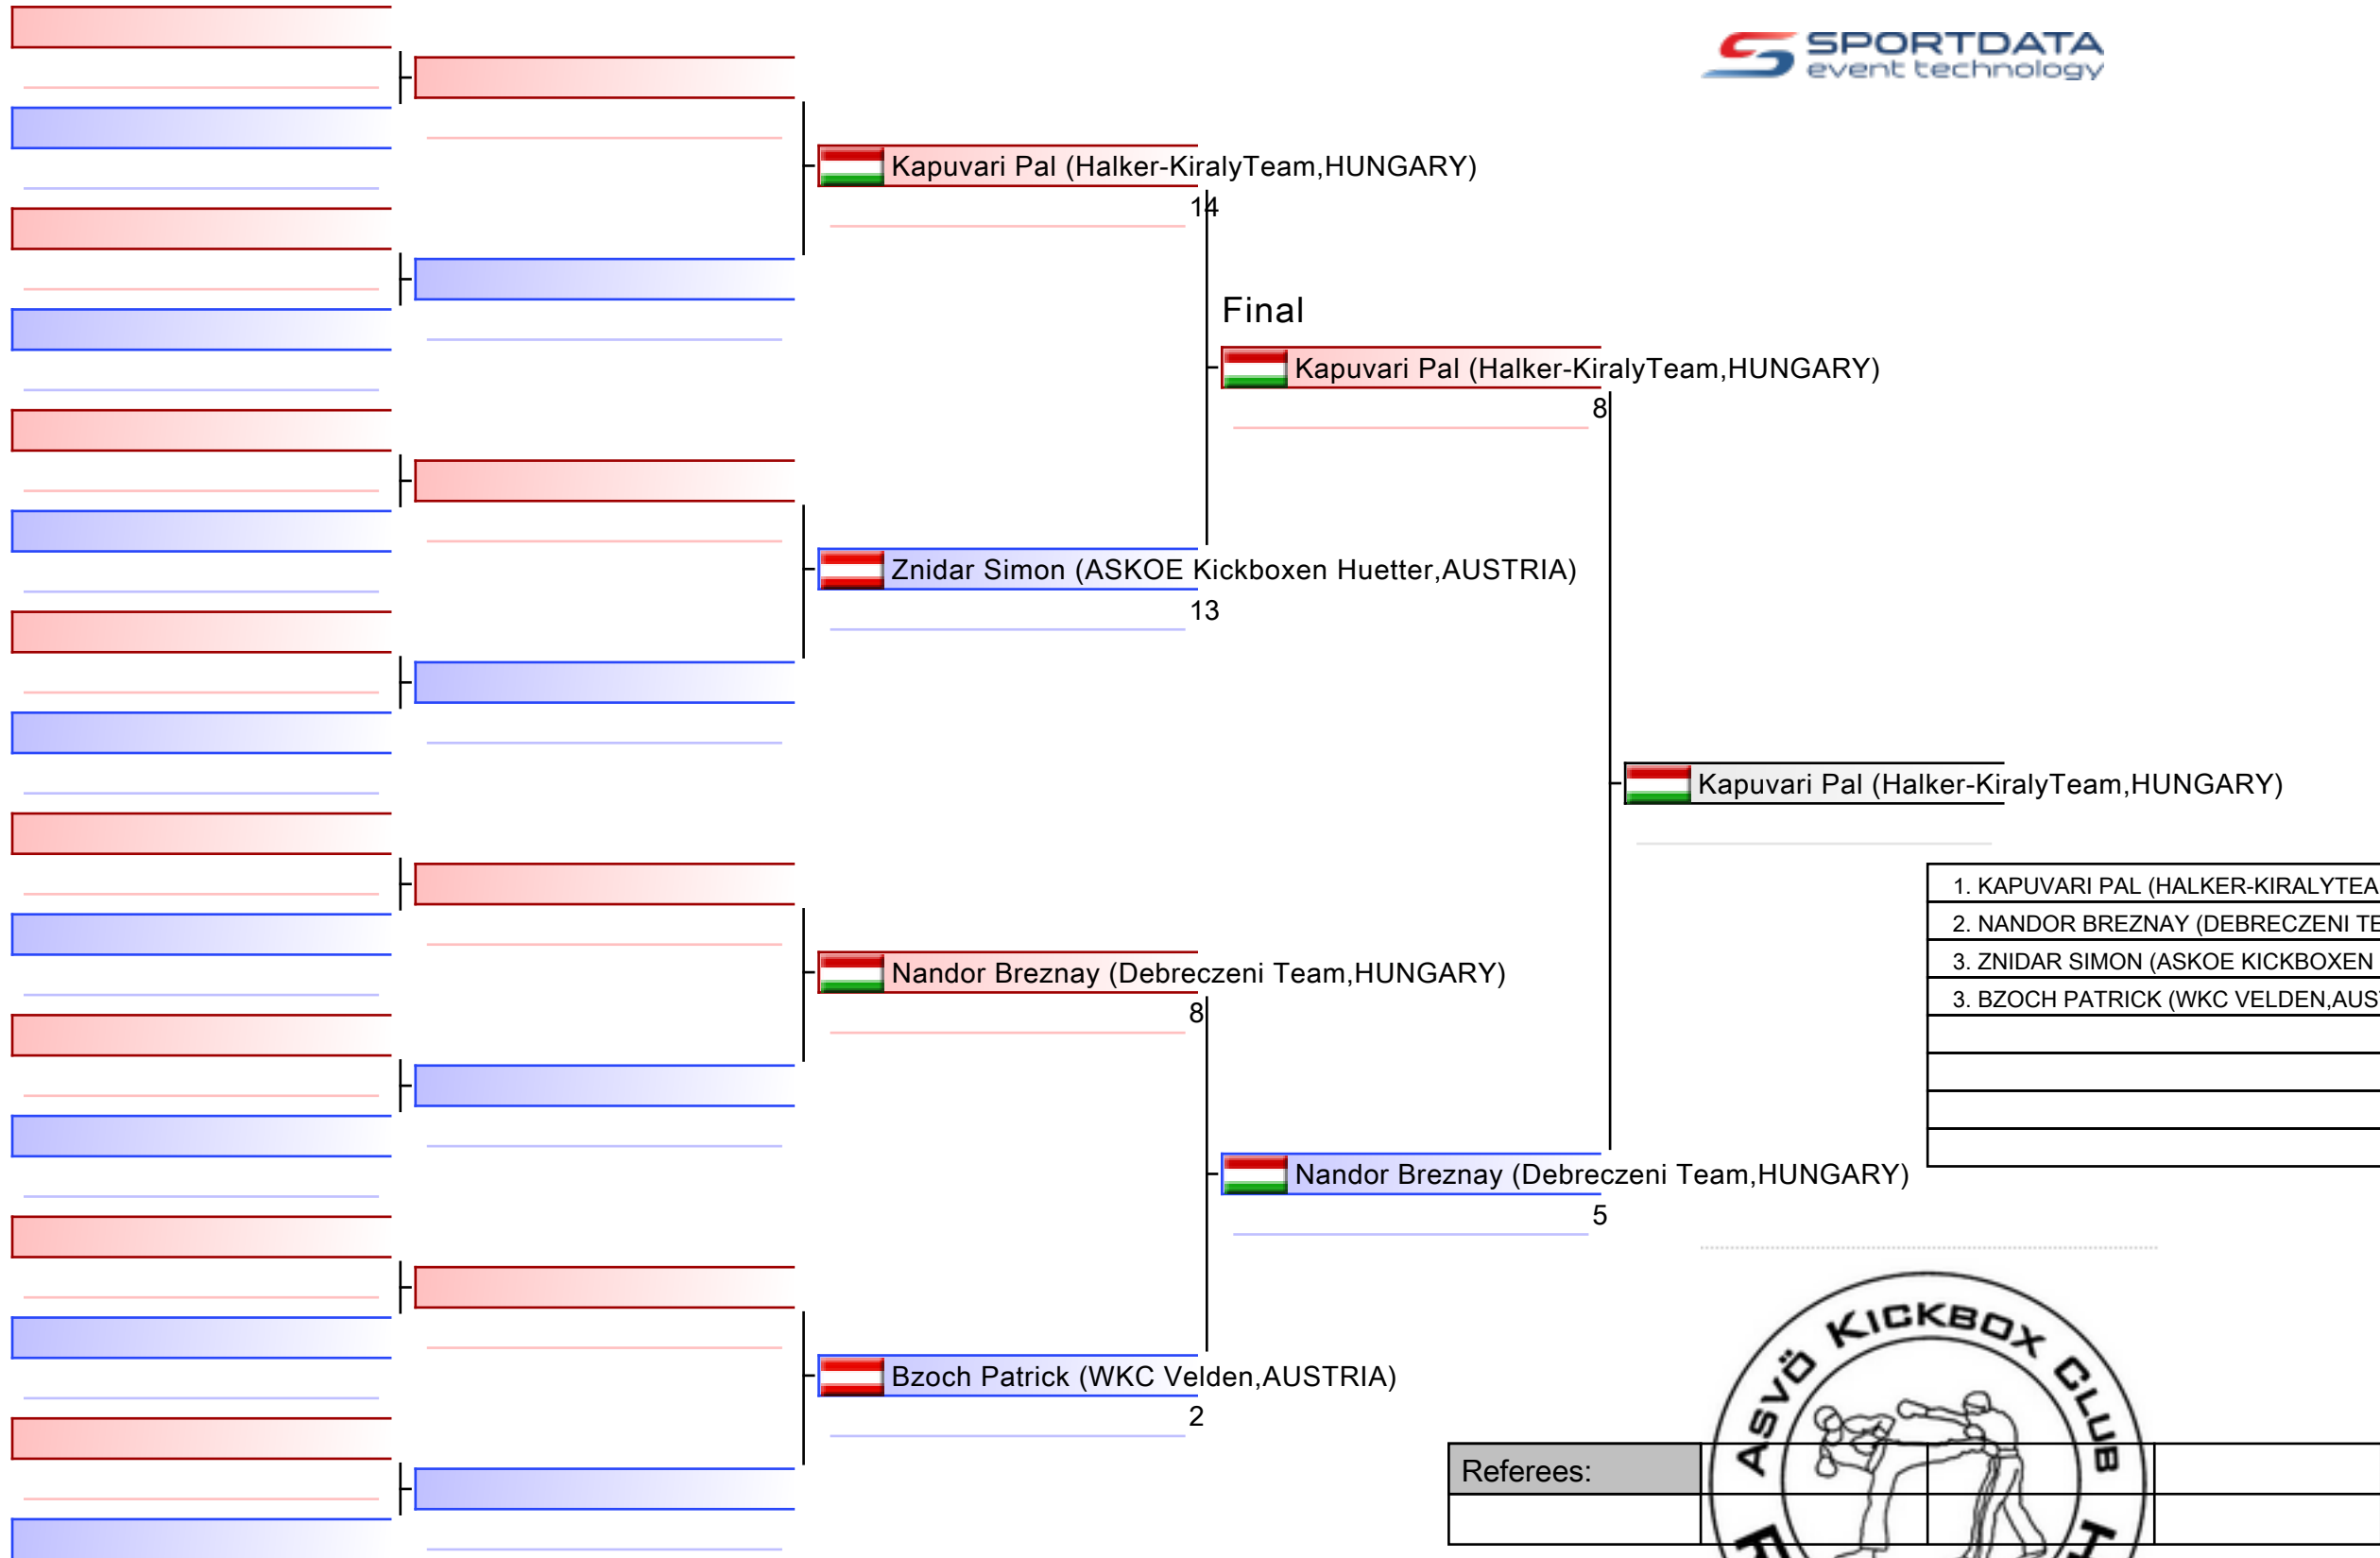 SPORTDATA
event technology
Kapuvari Pal (Halker-KiralyTeam,HUNGARY)
14
Final
Kapuvari Pal (Halker-KiralyTeam,HUNGARY)
8
Znidar Simon (ASKOE Kickboxen Huetter,AUSTRIA)
13
Kapuvari Pal (Halker-KiralyTeam,HUNGARY)
1. KAPUVARI PAL (HALKER-KIRALYTEA
2. NANDOR BREZNAY (DEBRECZENI TE
3. ZNIDAR SIMON (ASKOE KICKBOXEN
3. BZOCH PATRICK (WKC VELDEN,AUS
Nandor Breznay (Debreczeni Team,HUNGARY)
8
Nandor Breznay (Debreczeni Team,HUNGARY)
5
Bzoch Patrick (WKC Velden,AUSTRIA)
2
ASVÖ KICKBOX CLUB
Referees: